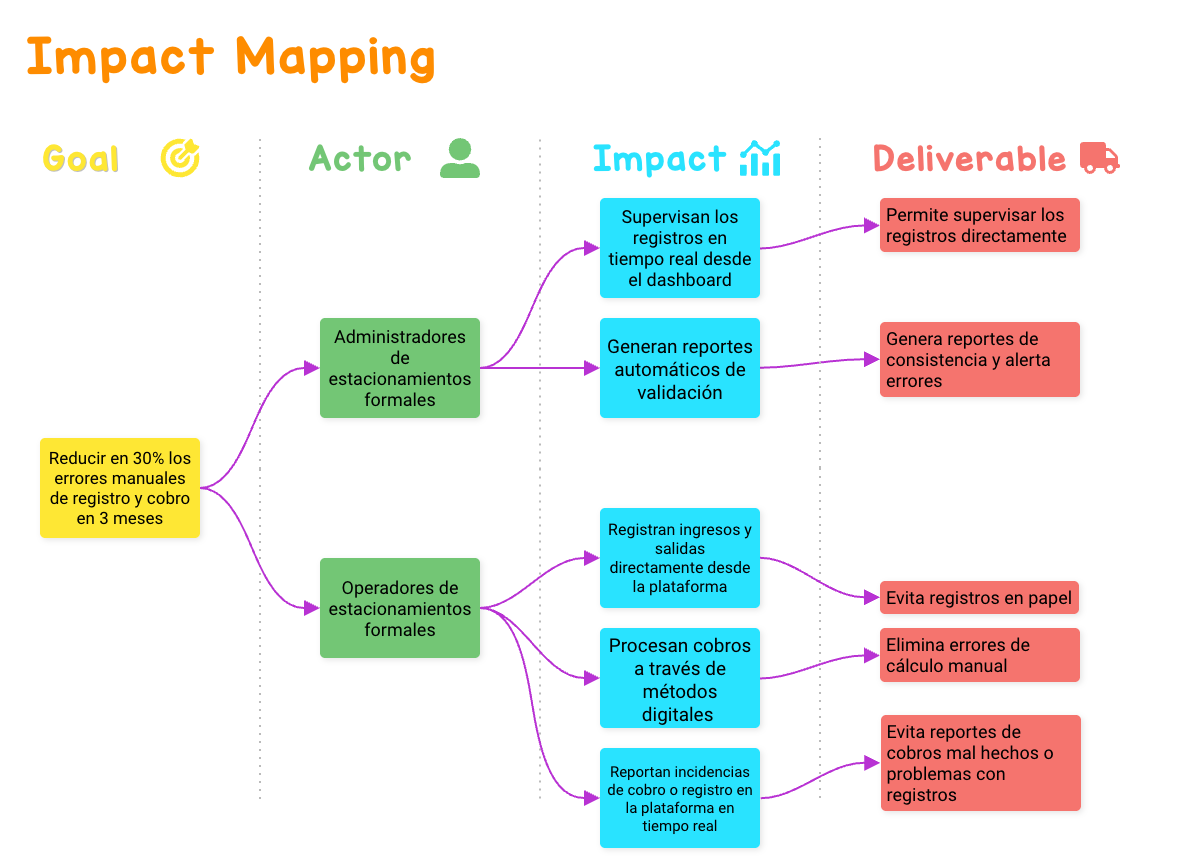 Impact Mapping
Goal
Actor
Impact
Deliverable
Reducir en 30% los
errores manuales
de registro y cobro
en 3 meses
Administradores
de
estacionamientos
formales
Operadores de
estacionamientos
formales
Supervisan los
registros en
tiempo real desde
el dashboard
Generan reportes
automáticos de
validación
Registran ingresos y
salidas
directamente desde
la plataforma
Procesan cobros
a través de
métodos
digitales
Reportan incidencias
de cobro o registro en
la plataforma en
tiempo real
Permite supervisar los
registros directamente
Genera reportes de
consistencia y alerta
errores
Evita registros en papel
Elimina errores de
cálculo manual
Evita reportes de
cobros mal hechos o
problemas con
registros